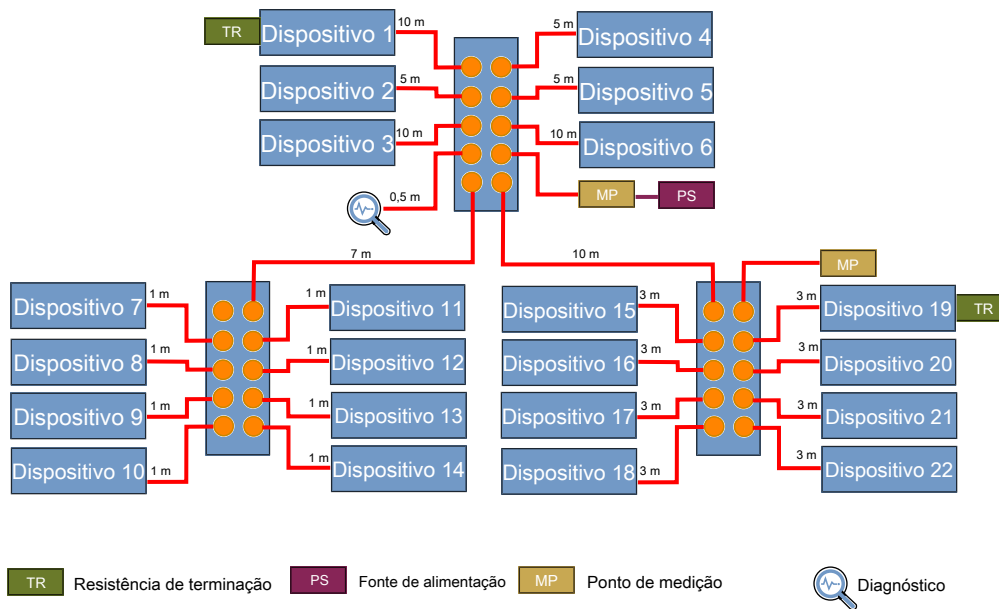 TR Dispositivo 1 10 m
5 m Dispositivo 4
Dispositivo 2 5 m
5 m Dispositivo 5
Dispositivo 3 10 m
10 m Dispositivo 6
0,5 m
MP PS
7 m
10 m
MP
Dispositivo 7 1 m
1 m Dispositivo 11
Dispositivo 8 1 m
1 m Dispositivo 12
Dispositivo 9 1 m
1 m Dispositivo 13
Dispositivo 10 1 m
1 m Dispositivo 14
Dispositivo 15 3 m
3 m Dispositivo 19 TR
Dispositivo 16 3 m
3 m Dispositivo 20
Dispositivo 17 3 m
3 m Dispositivo 21
Dispositivo 18 3 m
3 m Dispositivo 22
TR Resistência de terminação
PS Fonte de alimentação
MP Ponto de medição
Diagnóstico